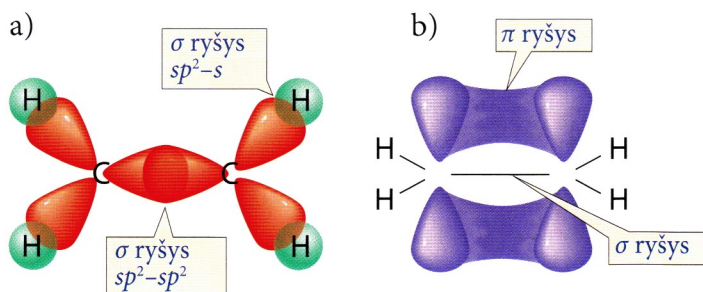 a)
σ ryšys
sp²–s
H
H
C
C
H
H
σ ryšys
sp²–sp²
b)
π ryšys
H
H
H
H
σ ryšys